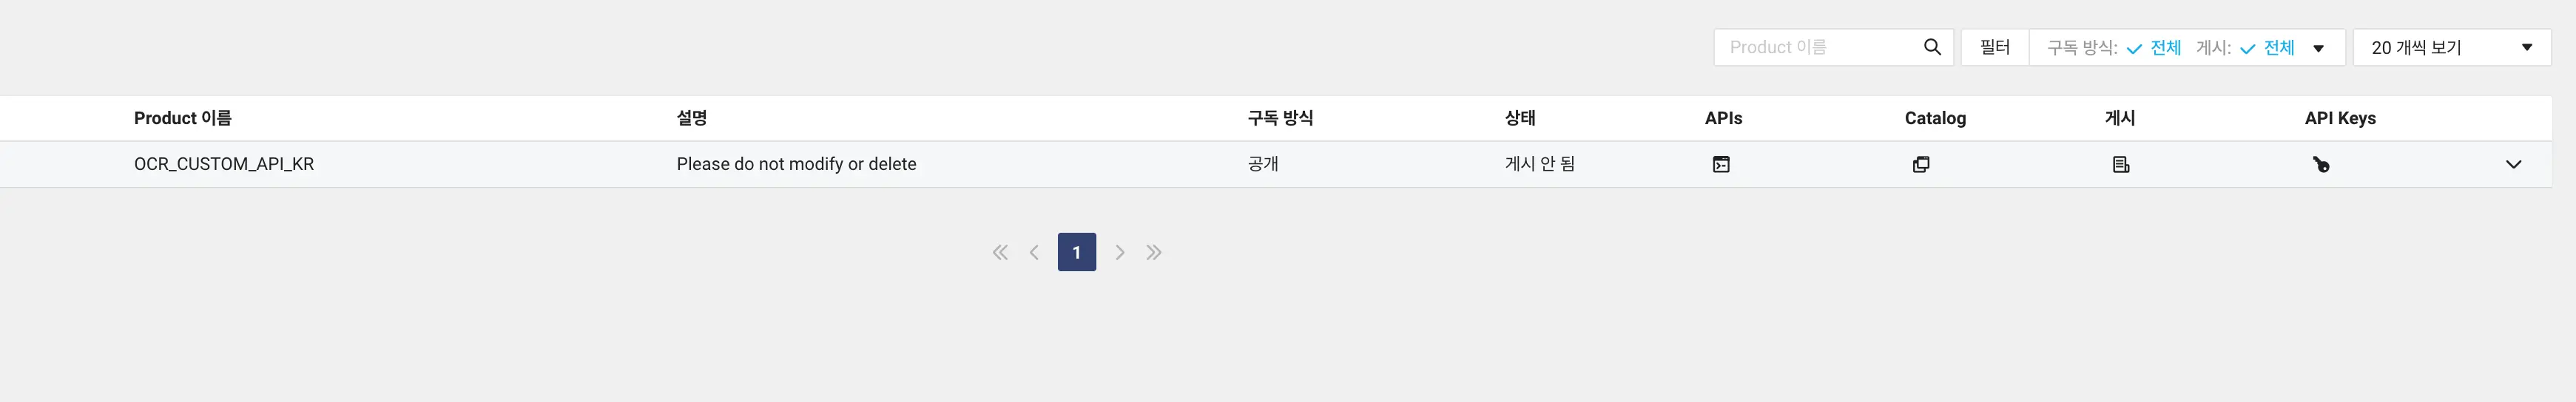 Product 이름 필터 구독 방식: 전체 게시: 전체 20 개씩 보기
Product 이름 설명 구독 방식 상태 APIs Catalog 게시 API Keys
OCR_CUSTOM_API_KR Please do not modify or delete 공개 게시 안 됨
1